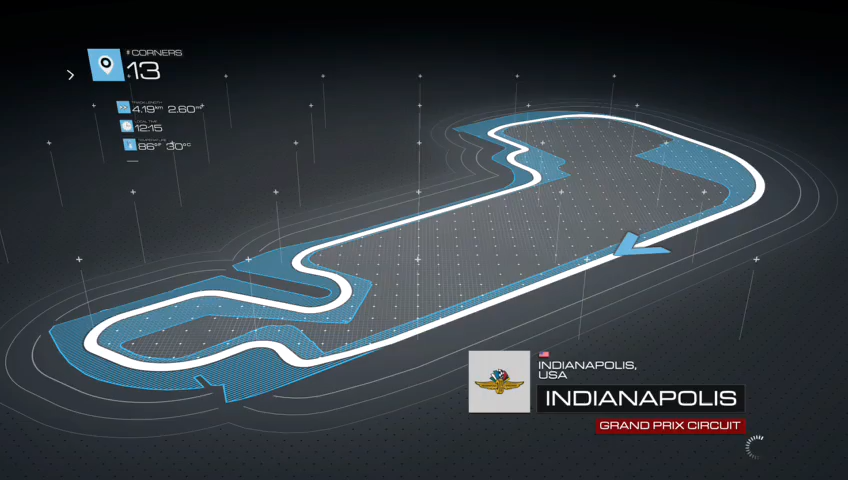 # CORNERS
13
4.19km 2.60mi
12:15
86°F 30°C
INDIANAPOLIS,
USA
INDIANAPOLIS
GRAND PRIX CIRCUIT